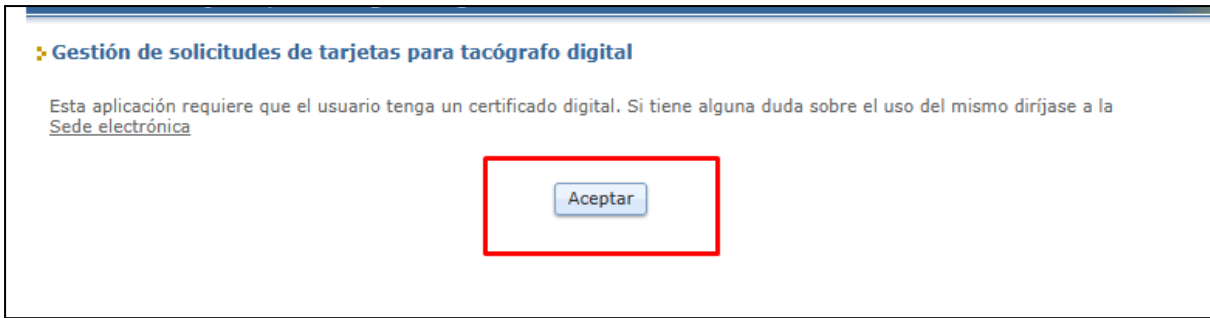 Gestión de solicitudes de tarjetas para tacógrafo digital
Esta aplicación requiere que el usuario tenga un certificado digital. Si tiene alguna duda sobre el uso del mismo diríjase a la
Sede electrónica
Aceptar